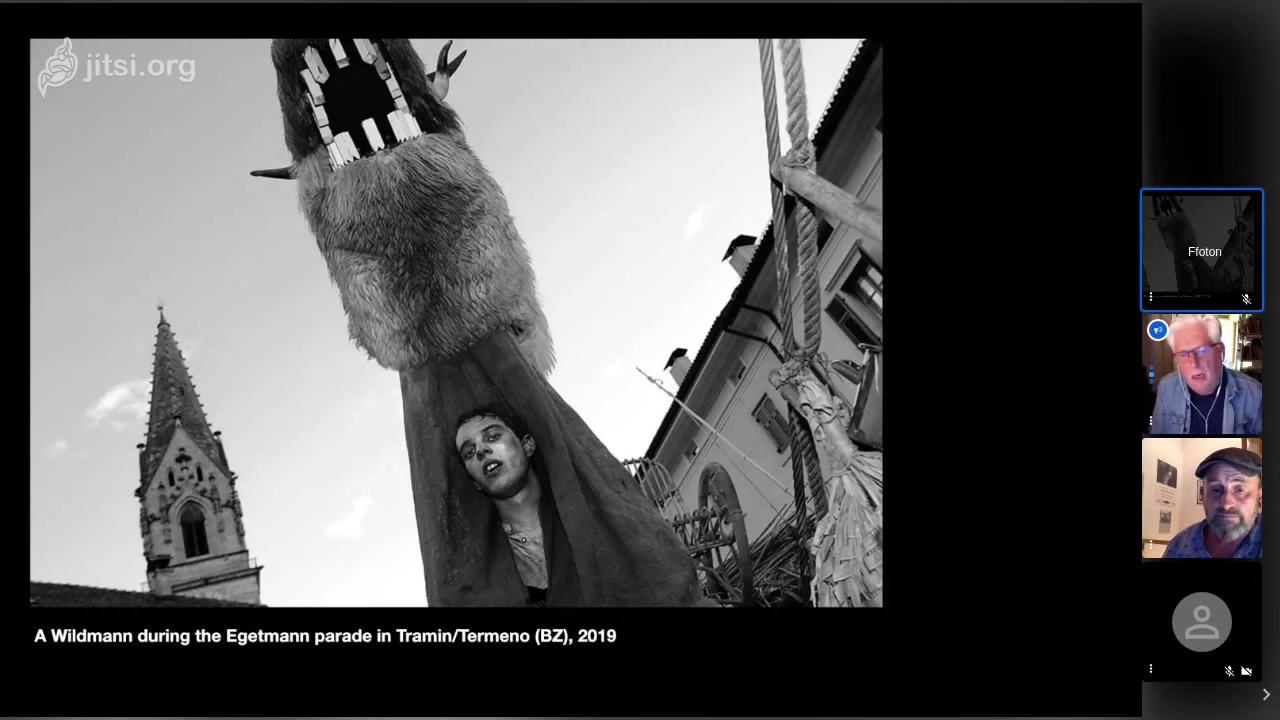 jitsi.org
Ffoton
A Wildmann during the Egetmann parade in Tramin/Termeno (BZ), 2019